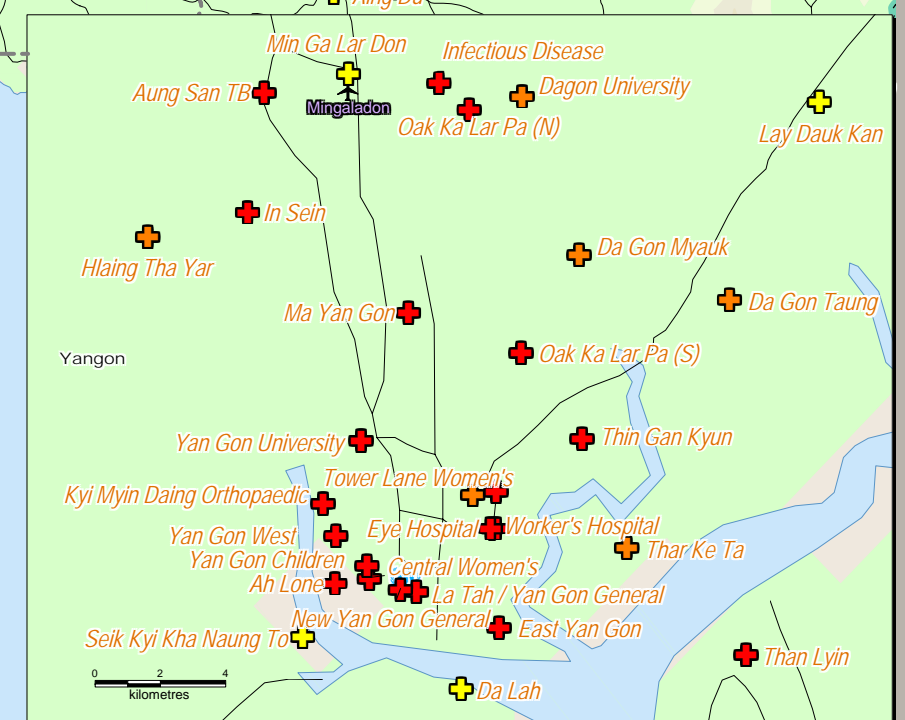 Aing Du
Min Ga Lar Don
Infectious Disease
Aung San TB
Dagon University
Mingaladon
Oak Ka Lar Pa (N)
Lay Dauk Kan
In Sein
Hlaing Tha Yar
Da Gon Myauk
Da Gon Taung
Ma Yan Gon
Oak Ka Lar Pa (S)
Yangon
Yan Gon University
Thin Gan Kyun
Tower Lane Women's
Kyi Myin Daing Orthopaedic
Eye Hospital
Worker's Hospital
Yan Gon West
Thar Ke Ta
Yan Gon Children
Central Women's
Ah Lone
La Tah / Yan Gon General
New Yan Gon General
East Yan Gon
Seik Kyi Kha Naung To
Than Lyin
0 2 4
kilometres
Da Lah